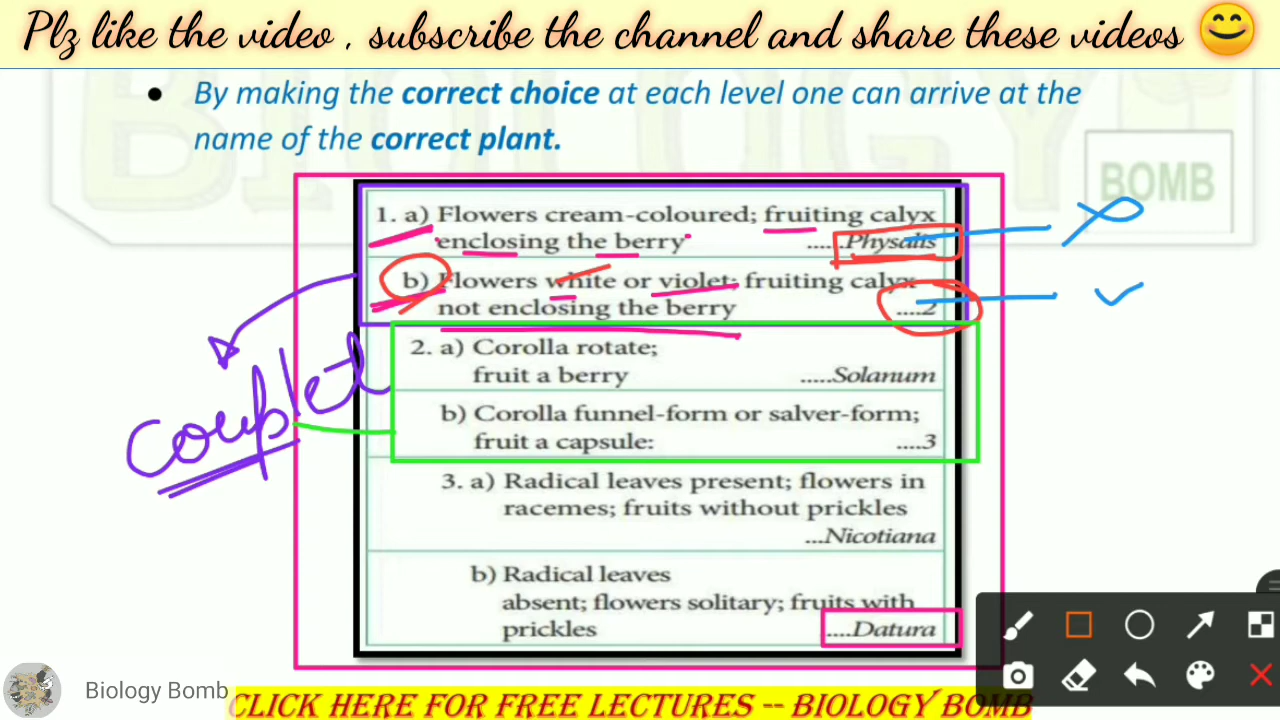 Plz like the video , subscribe the channel and share these videos 😊
• By making the correct choice at each level one can arrive at the
name of the correct plant.
BIOLOGY
BOMB
1. a) Flowers cream-coloured; fruiting calyx
enclosing the berry .....Physalis
b) Flowers white or violet; fruiting calyx
not enclosing the berry ....2
2. a) Corolla rotate;
fruit a berry .....Solanum
b) Corolla funnel-form or salver-form;
fruit a capsule: ....3
couplet
3. a) Radical leaves present; flowers in
racemes; fruits without prickles
...Nicotiana
b) Radical leaves
absent; flowers solitary; fruits with
prickles ....Datura
Biology Bomb
CLICK HERE FOR FREE LECTURES -- BIOLOGY BOMB